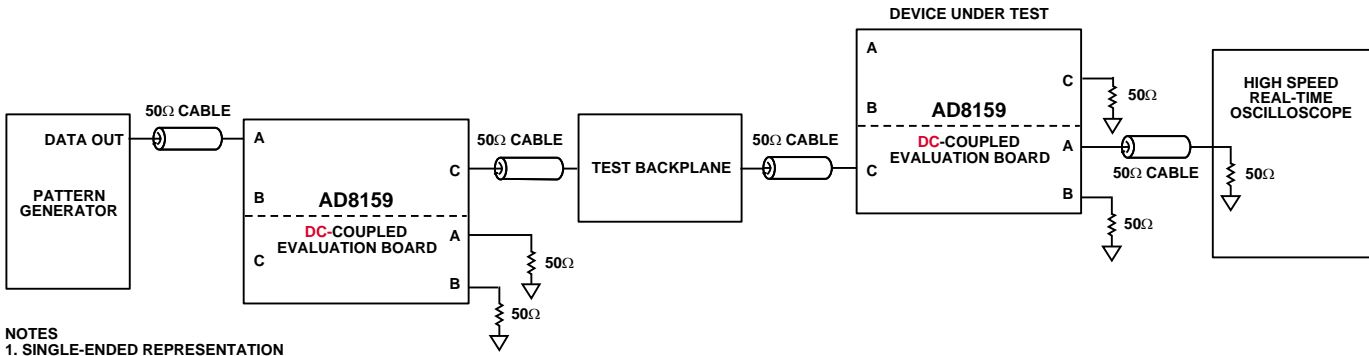 DEVICE UNDER TEST
PATTERN
GENERATOR
DATA OUT
50Ω CABLE
A
B
C
AD8159
DC-COUPLED
EVALUATION BOARD
C
A
B
50Ω
50Ω
50Ω CABLE
TEST BACKPLANE
50Ω CABLE
A
B
C
AD8159
DC-COUPLED
EVALUATION BOARD
C
A
B
50Ω
50Ω
50Ω CABLE
HIGH SPEED
REAL-TIME
OSCILLOSCOPE
50Ω
NOTES
1. SINGLE-ENDED REPRESENTATION